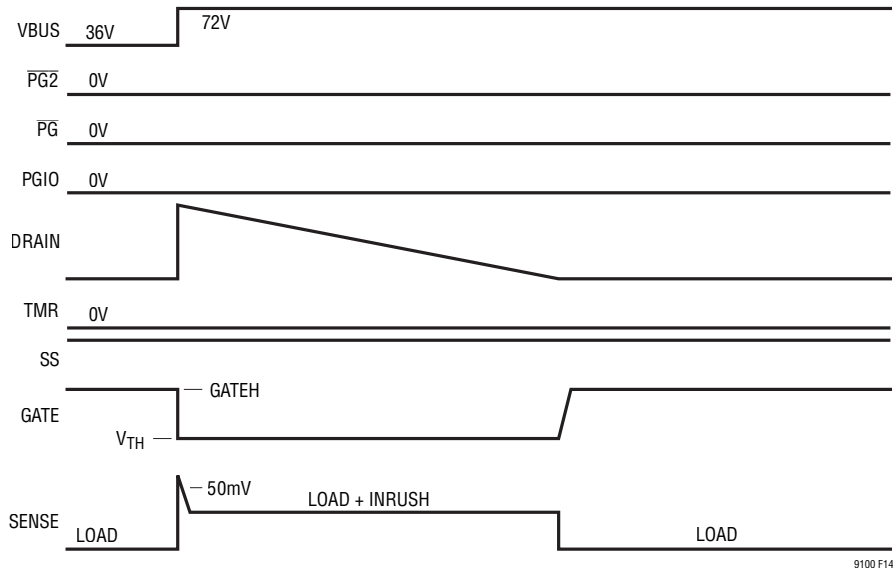 VBUS 36V 72V
PG2 0V
PG 0V
PGIO 0V
DRAIN
TMR 0V
SS
GATEH
GATE
VTH
50mV
LOAD + INRUSH
SENSE
LOAD LOAD
9100 F14